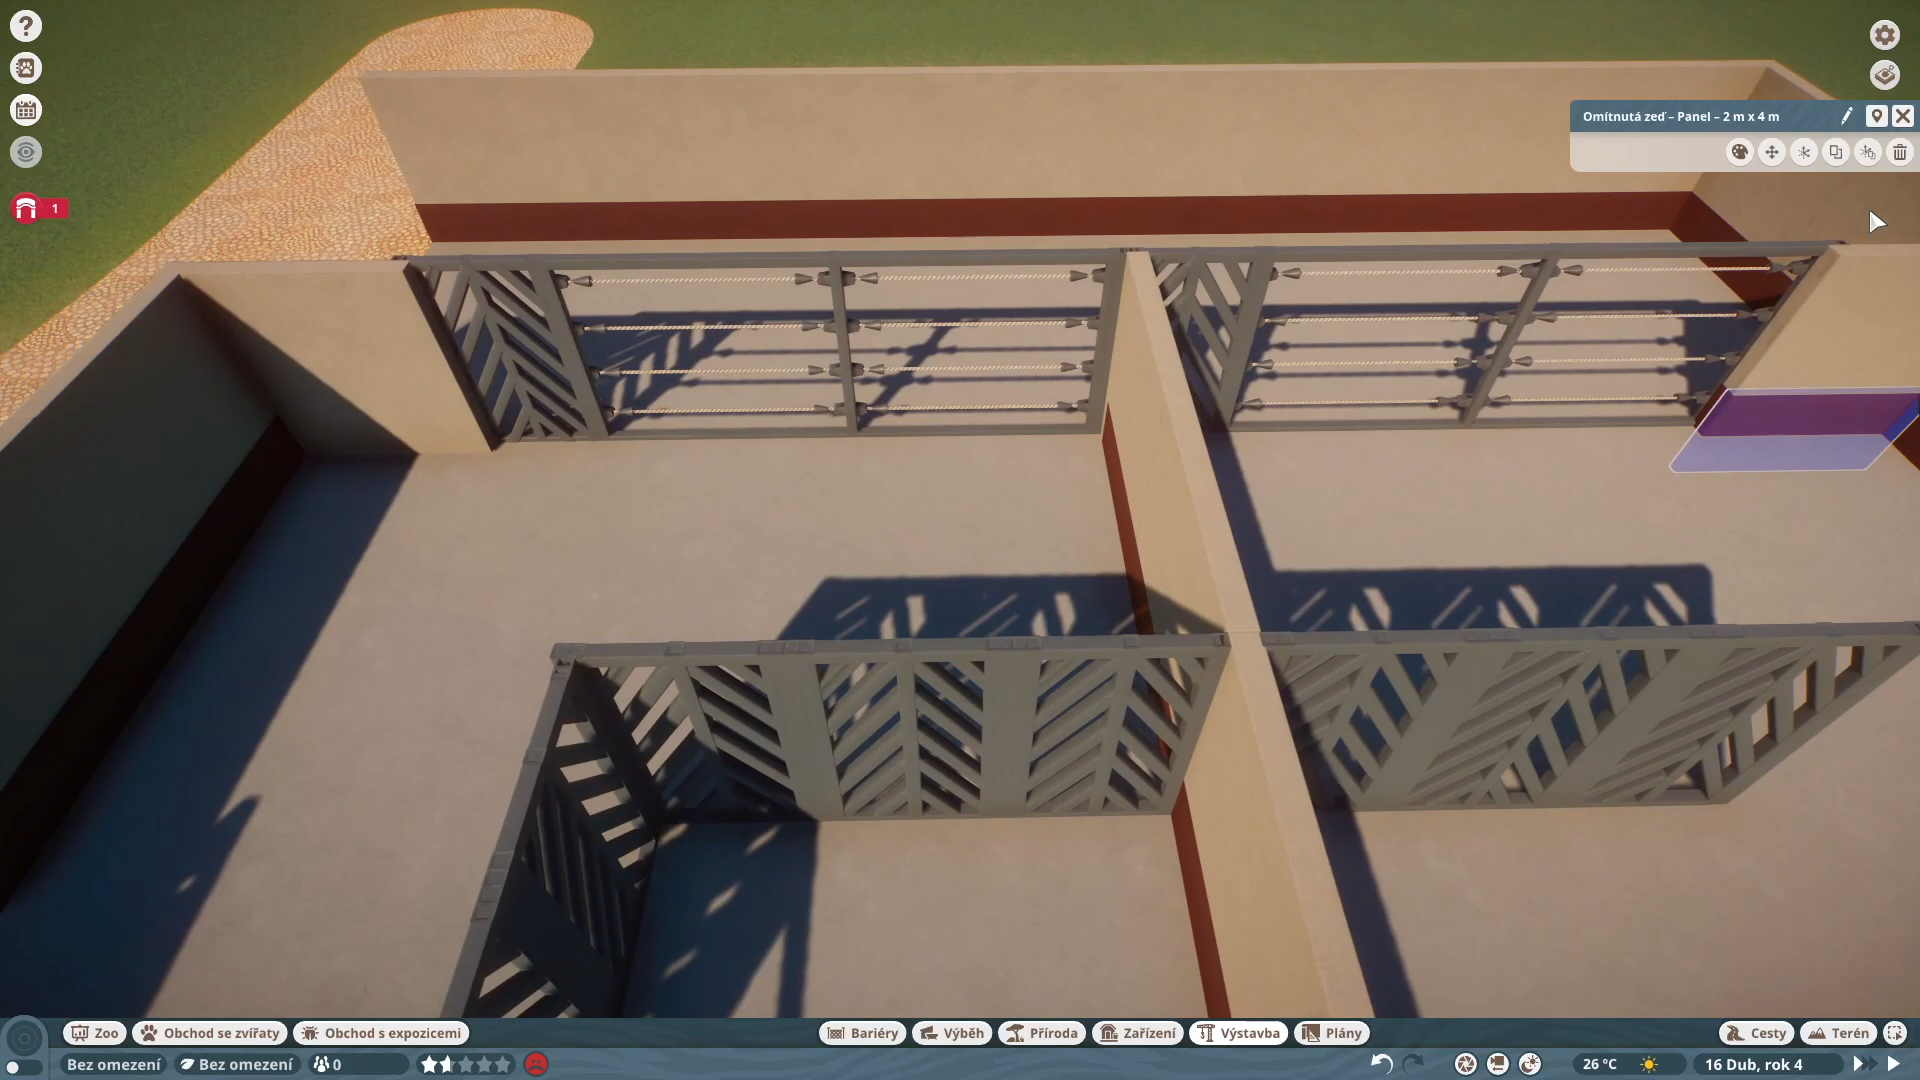 ?
1
Omítnutá zeď – Panel – 2 m x 4 m
Zoo
Obchod se zvířaty
Obchod s expozicemi
Bariéry
Výběh
Příroda
Zařízení
Výstavba
Plány
Cesty
Terén
Bez omezení
Bez omezení
0
26 °C
16 Dub, rok 4